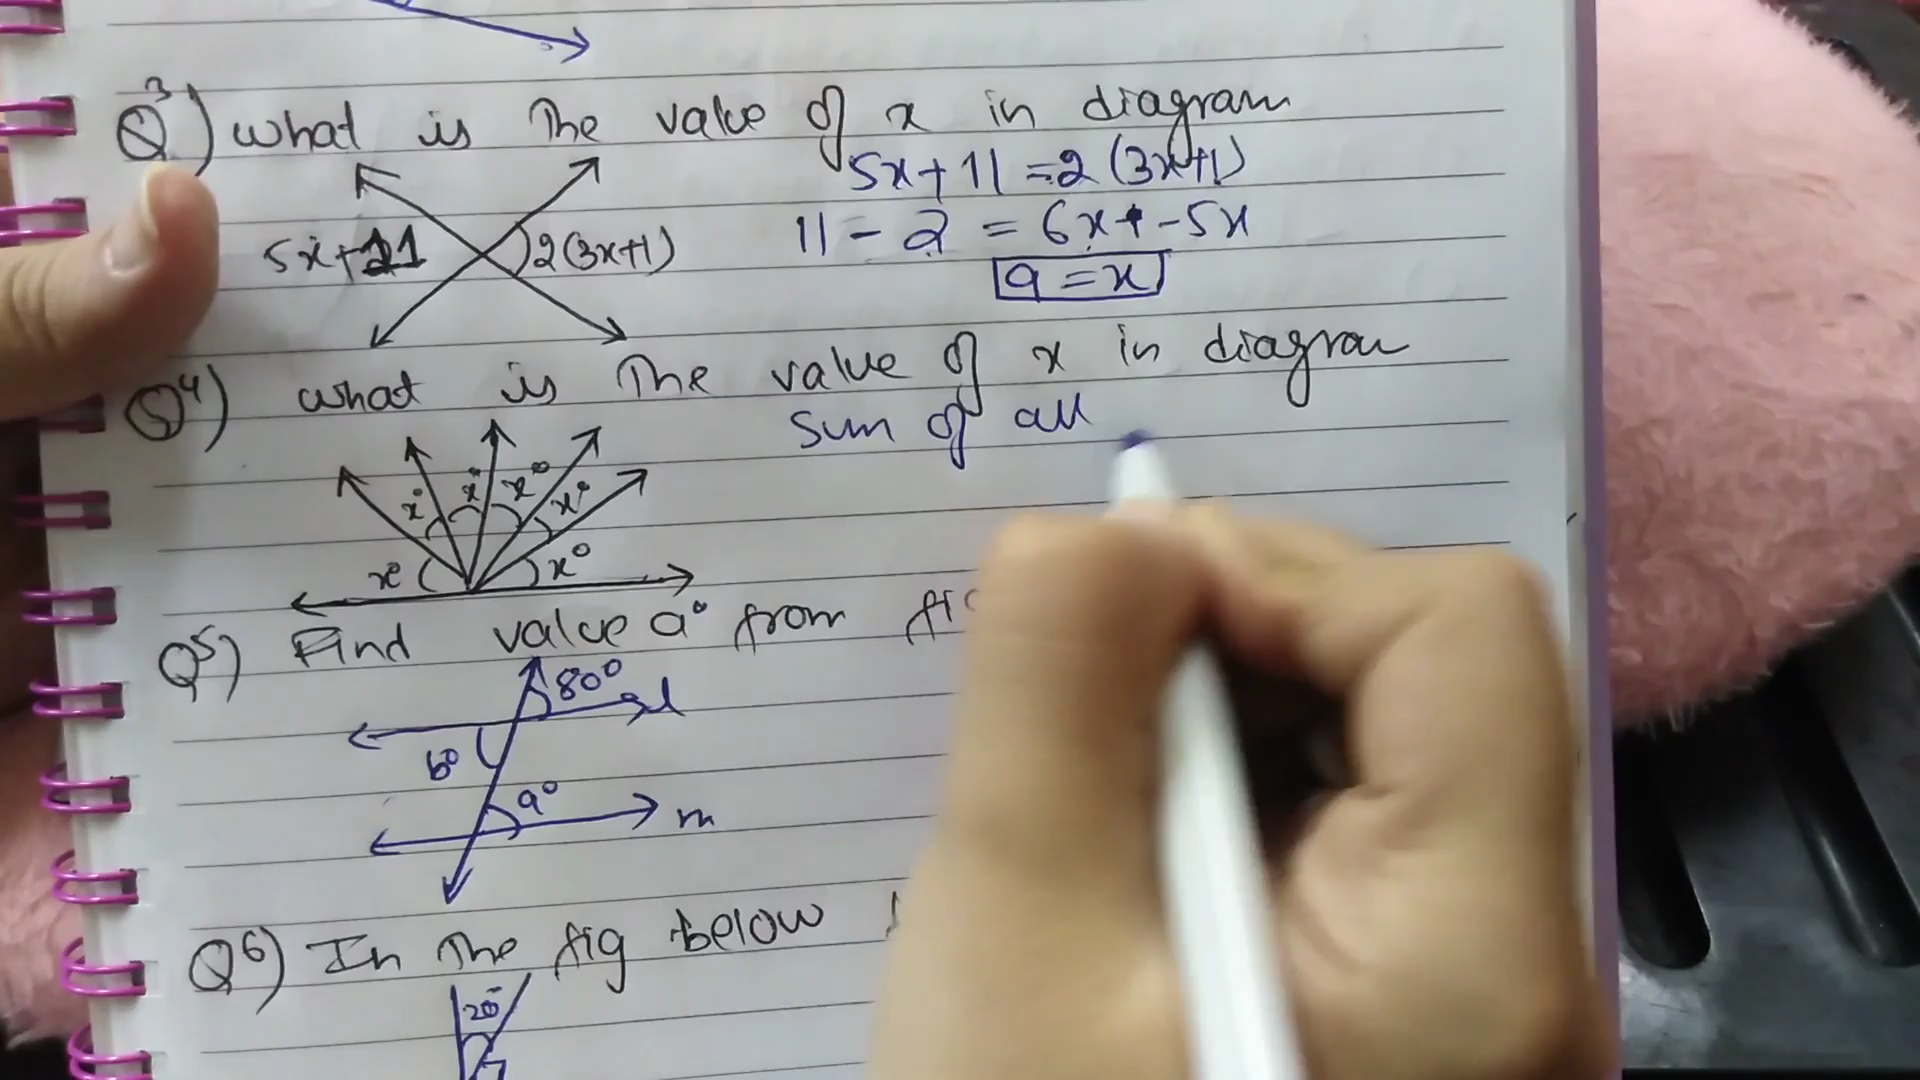 Q3) what is The value of x in diagram
5x+11 = 2 (3x+1)
11 - 2 = 6x - 5x
9 = x
5x+11
2(3x+1)
Q4) what is The value of x in diagram
Sum of all
x° x° x° x°
x° x°
Q5) Find value a° from
80°
l
b°
a°
m
Q6) In The fig below
20°